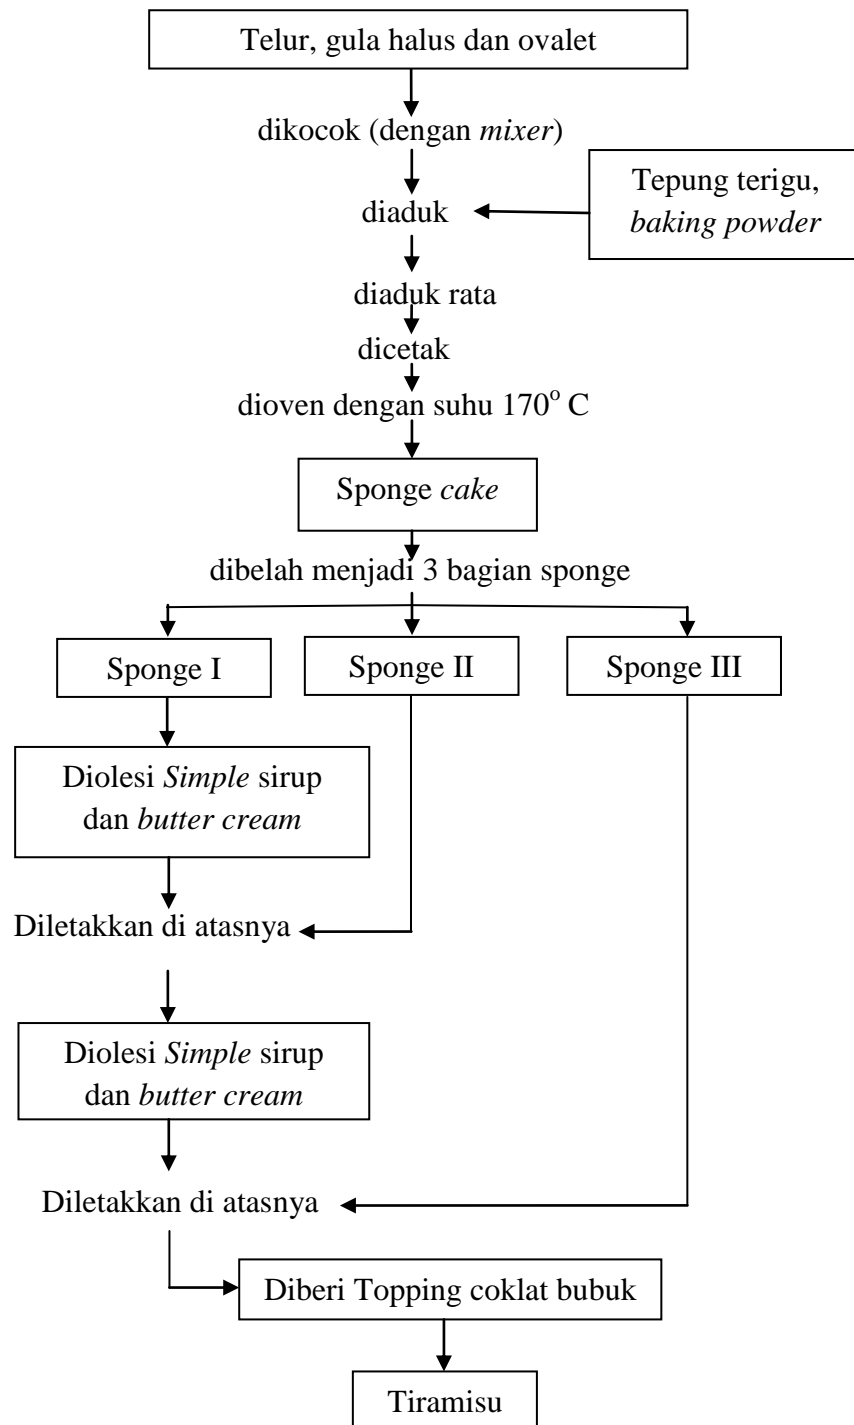 Telur, gula halus dan ovalet
dikocok (dengan mixer)
Tepung terigu,
baking powder
diaduk
diaduk rata
dicetak
dioven dengan suhu 170° C
Sponge cake
dibelah menjadi 3 bagian sponge
Sponge I
Sponge II
Sponge III
Diolesi Simple sirup
dan butter cream
Diletakkan di atasnya
Diolesi Simple sirup
dan butter cream
Diletakkan di atasnya
Diberi Topping coklat bubuk
Tiramisu